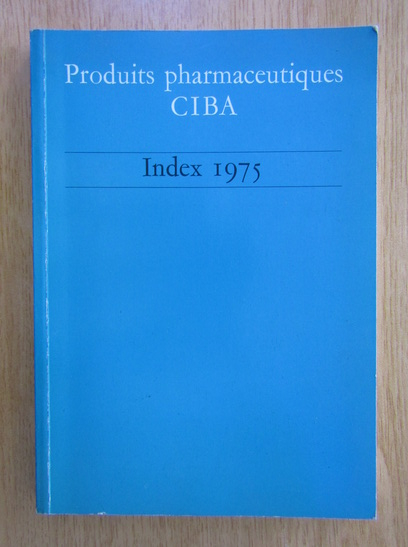 Produits pharmaceutiques
CIBA
Index 1975